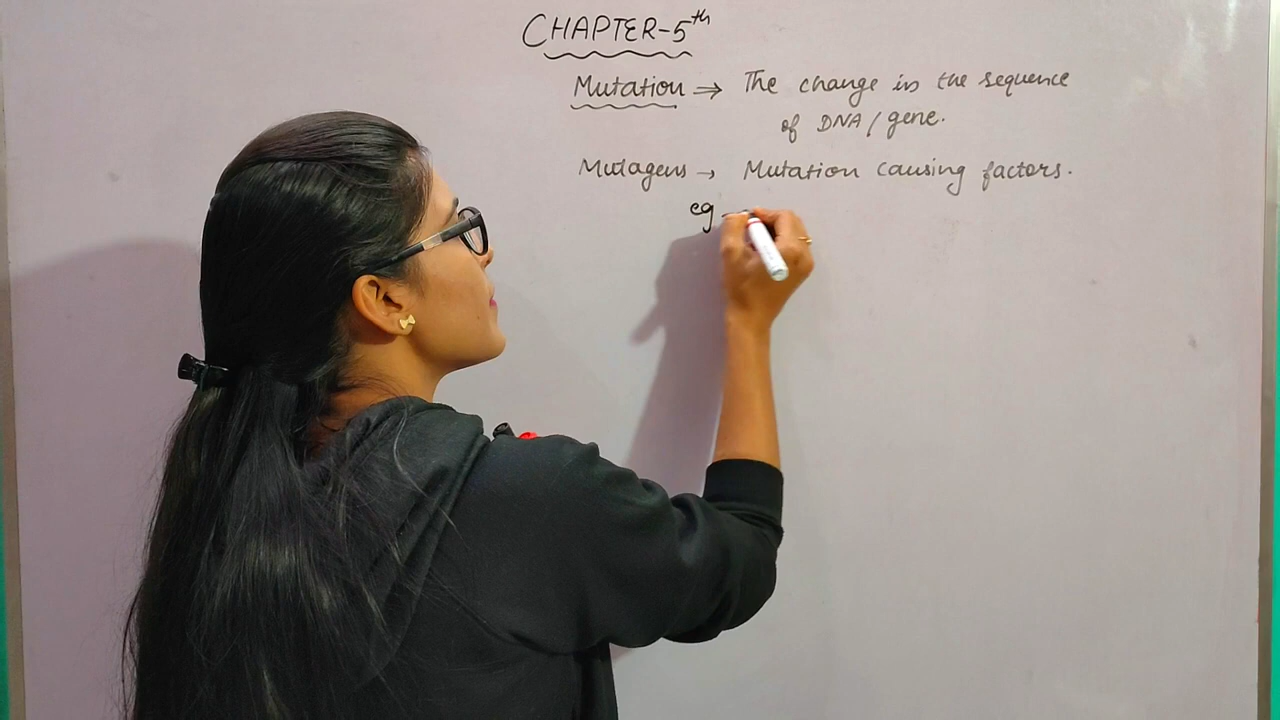 CHAPTER-5th
Mutation ⇒ The change in the sequence
of DNA/gene.
Mutagens → Mutation causing factors.
eg -